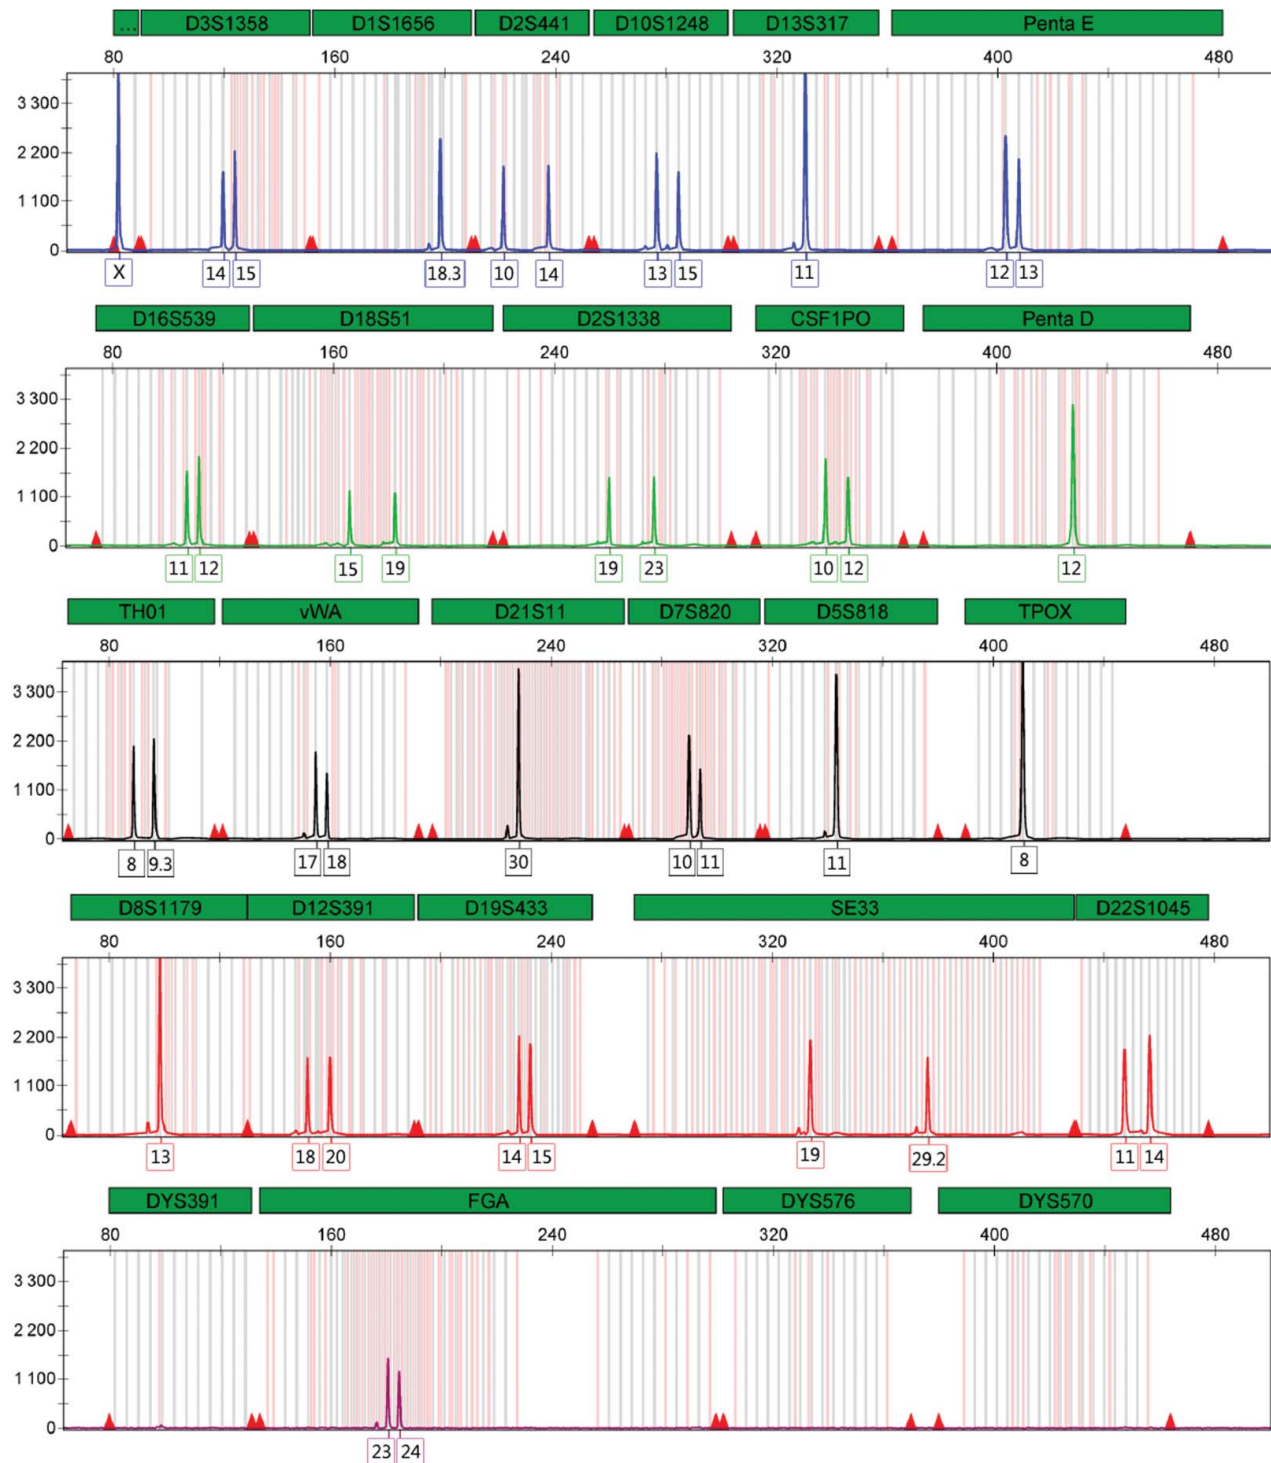 ... D3S1358 D1S1656 D2S441 D10S1248 D13S317 Penta E
80 160 240 320 400 480
3 300
2 200
1 100
0
X 14 15 18.3 10 14 13 15 11 12 13
D16S539 D18S51 D2S1338 CSF1PO Penta D
80 160 240 320 400 480
3 300
2 200
1 100
0
11 12 15 19 19 23 10 12 12
TH01 vWA D21S11 D7S820 D5S818 TPOX
80 160 240 320 400 480
3 300
2 200
1 100
0
8 9.3 17 18 30 10 11 11 8
D8S1179 D12S391 D19S433 SE33 D22S1045
80 160 240 320 400 480
3 300
2 200
1 100
0
13 18 20 14 15 19 29.2 11 14
DYS391 FGA DYS576 DYS570
80 160 240 320 400 480
3 300
2 200
1 100
0
23 24